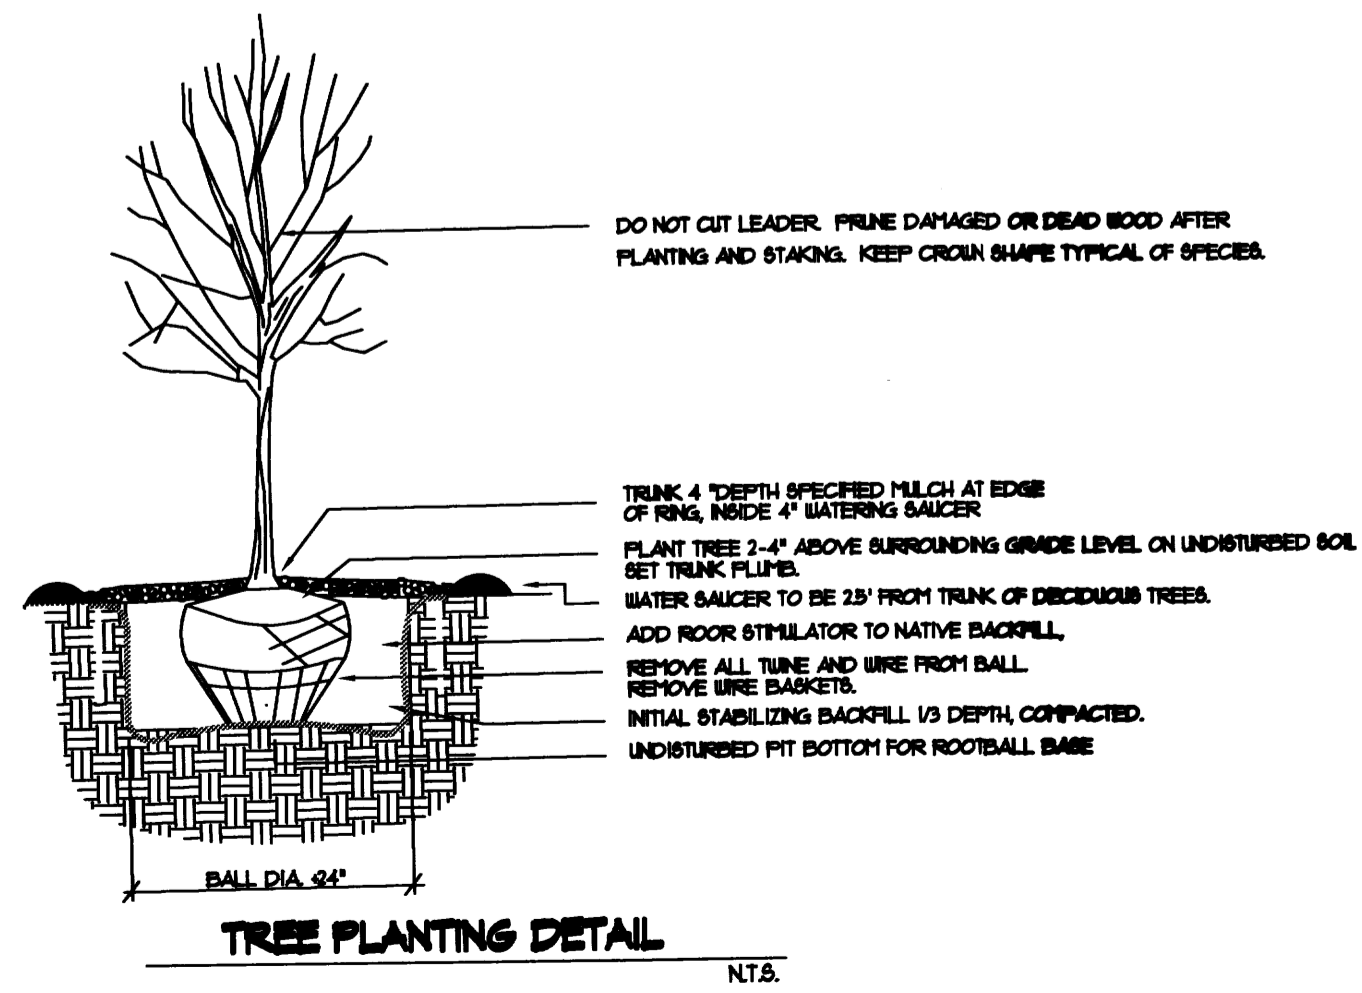 DO NOT CUT LEADER. PRUNE DAMAGED OR DEAD WOOD AFTER
PLANTING AND STAKING. KEEP CROWN SHAPE TYPICAL OF SPECIES.
TRUNK 4 "DEPTH SPECIFIED MULCH AT EDGE
OF RING, INSIDE 4" WATERING SAUCER
PLANT TREE 2-4" ABOVE SURROUNDING GRADE LEVEL ON UNDISTURBED SOIL
SET TRUNK PLUMB.
WATER SAUCER TO BE 2.5' FROM TRUNK OF DECIDUOUS TREES.
ADD ROOR STIMULATOR TO NATIVE BACKFILL,
REMOVE ALL TWINE AND WIRE FROM BALL
REMOVE WIRE BASKETS.
INITIAL STABILIZING BACKFILL 1/3 DEPTH, COMPACTED.
UNDISTURBED PIT BOTTOM FOR ROOTBALL BASE
BALL DIA. +24"
TREE PLANTING DETAIL
N.T.S.